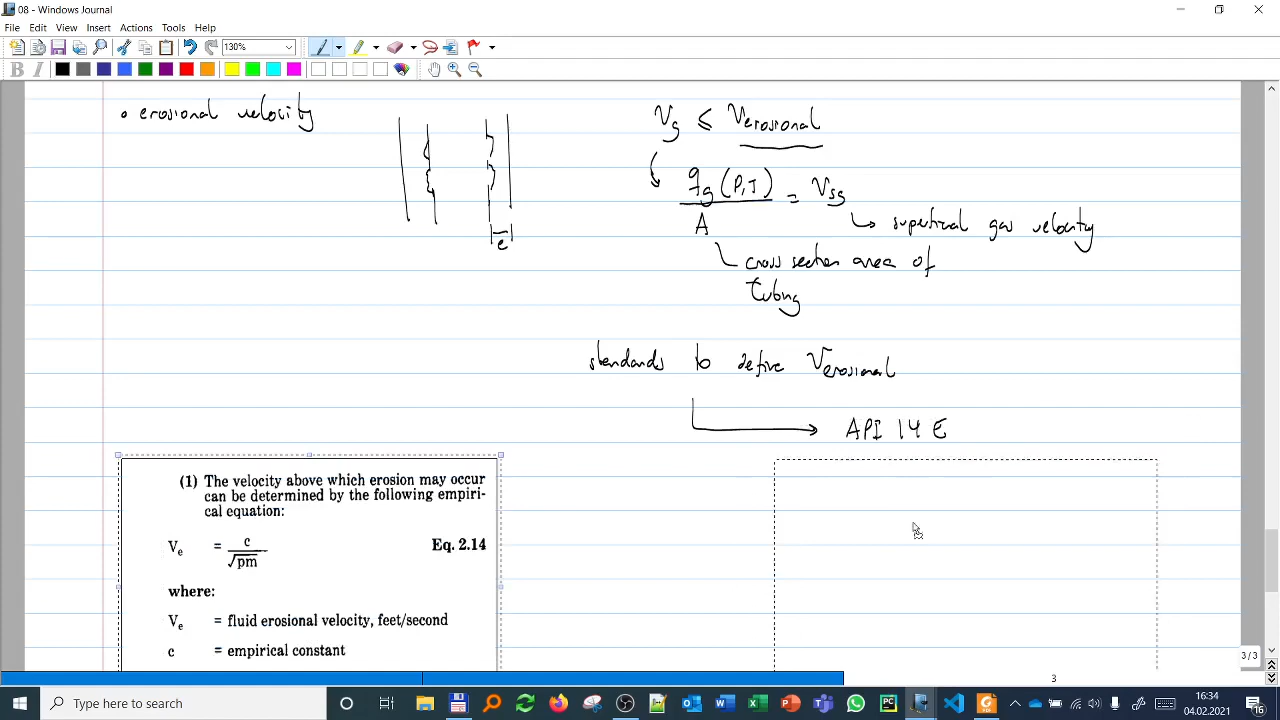 08 - Windows Journal
File Edit View Insert Actions Tools Help
130%
B I
• erosional velocity
Vg ≤ Verosional
qg (P,T) = Vsg
A
↳ superficial gas velocity
cross section area of
tubing
e
standards to define Verosional
API 14 E
(1) The velocity above which erosion may occur
can be determined by the following empiri-
cal equation:
Ve = c
√pm
Eq. 2.14
where:
Ve = fluid erosional velocity, feet/second
c = empirical constant
3/3
3
Type here to search
16:34
04.02.2021
16